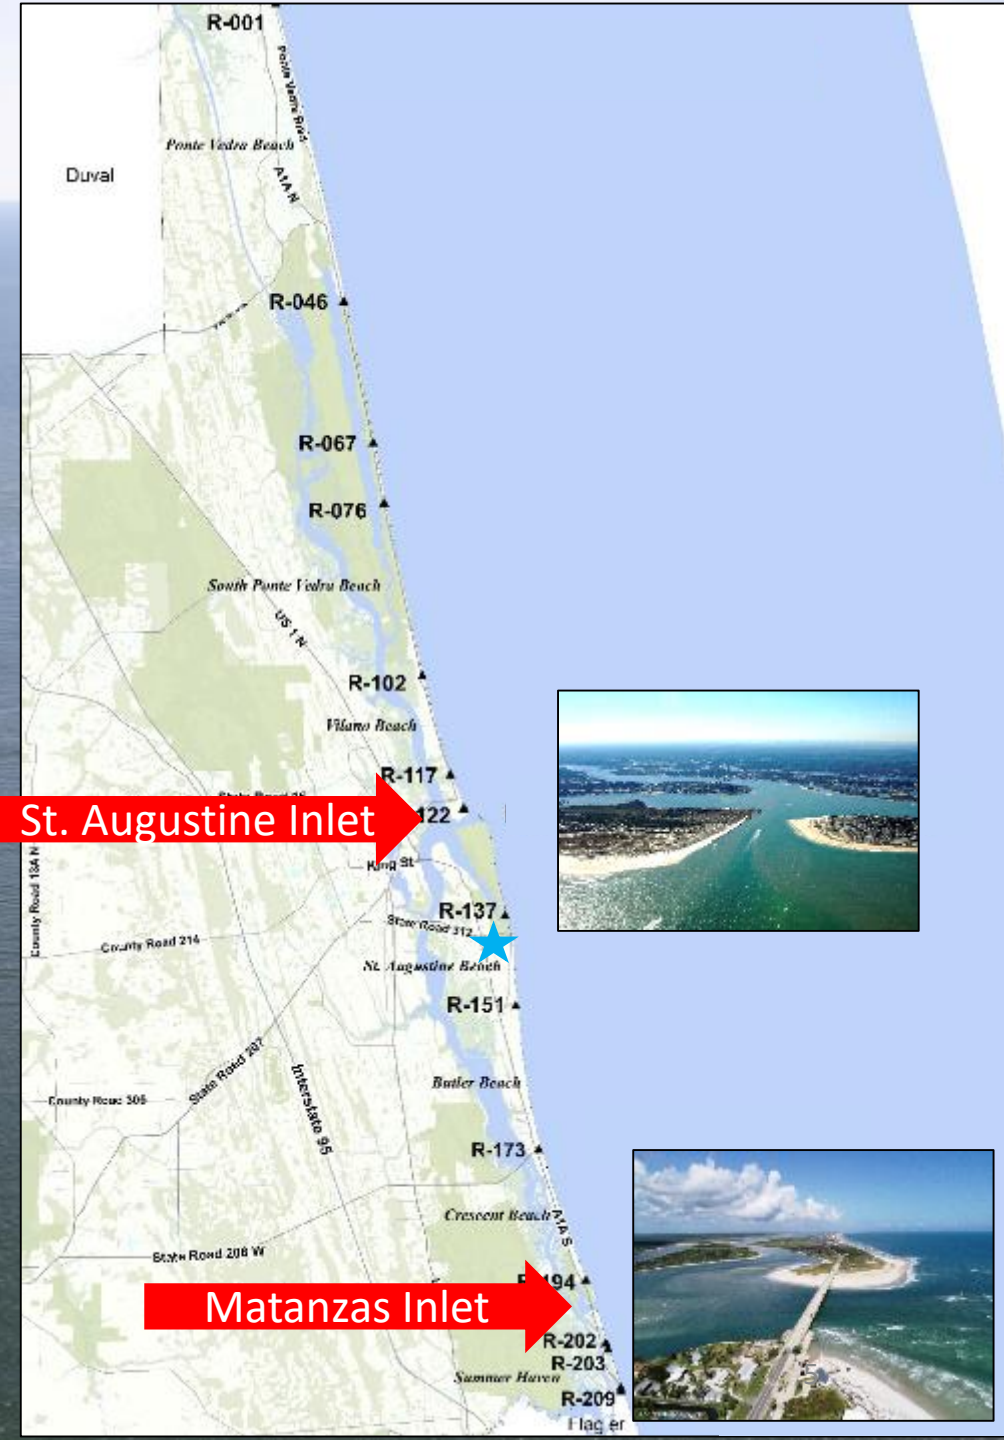 R-001
Ponte Vedra Blvd
Ponte Vedra Beach
Duval
A1A N
R-046
R-067
R-076
South Ponte Vedra Beach
US 1 N
R-102
Vilano Beach
R-117
St. Augustine Inlet
122
King St
County Road 13A N
R-137
State Road 312
County Road 214
St. Augustine Beach
R-151
State Road 207
Interstate 95
Butler Beach
County Road 305
R-173
Crescent Beach
A1A S
State Road 206 W
194
Matanzas Inlet
R-202
R-203
Summer Haven
R-209
Flagler